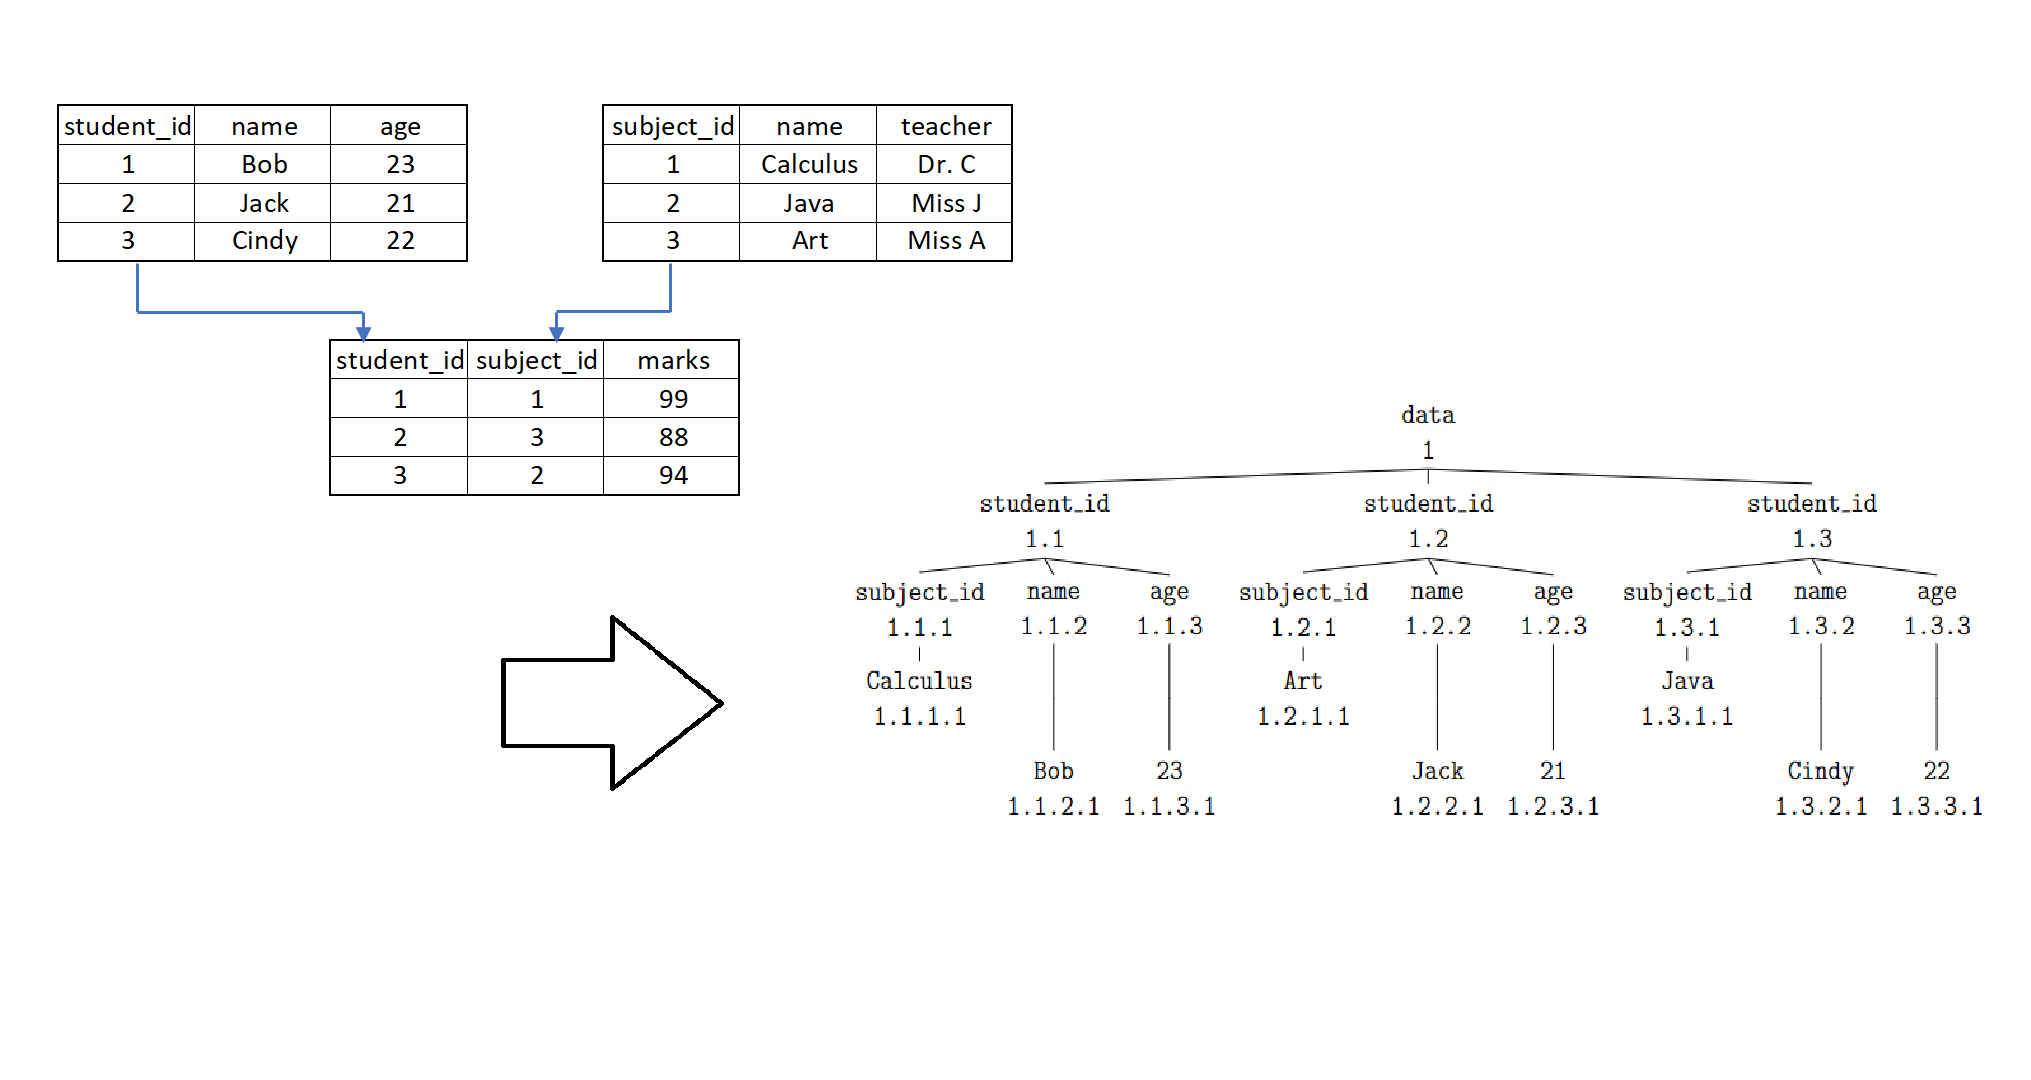 student_id name age
1 Bob 23
2 Jack 21
3 Cindy 22
subject_id name teacher
1 Calculus Dr. C
2 Java Miss J
3 Art Miss A
student_id subject_id marks
1 1 99
2 3 88
3 2 94
data
1
student_id student_id student_id
1.1 1.2 1.3
subject_id name age subject_id name age subject_id name age
1.1.1 1.1.2 1.1.3 1.2.1 1.2.2 1.2.3 1.3.1 1.3.2 1.3.3
Calculus Art Java
1.1.1.1 1.2.1.1 1.3.1.1
Bob 23 Jack 21 Cindy 22
1.1.2.1 1.1.3.1 1.2.2.1 1.2.3.1 1.3.2.1 1.3.3.1